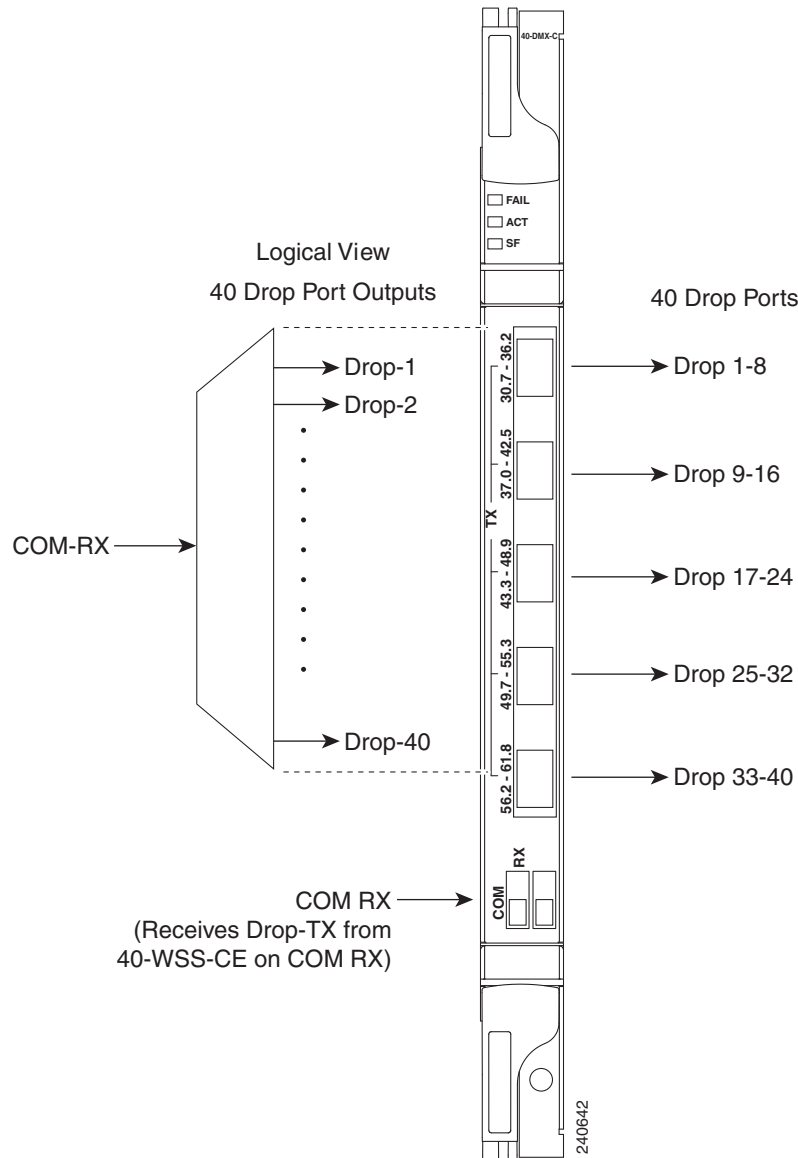 40-DMX-C
FAIL
ACT
SF
Logical View
40 Drop Port Outputs
40 Drop Ports
COM-RX
Drop-1
Drop-2
Drop-40
TX
30.7 - 36.2
37.0 - 42.5
43.3 - 48.9
49.7 - 55.3
56.2 - 61.8
Drop 1-8
Drop 9-16
Drop 17-24
Drop 25-32
Drop 33-40
COM RX
(Receives Drop-TX from
40-WSS-CE on COM RX)
COM
RX
240642